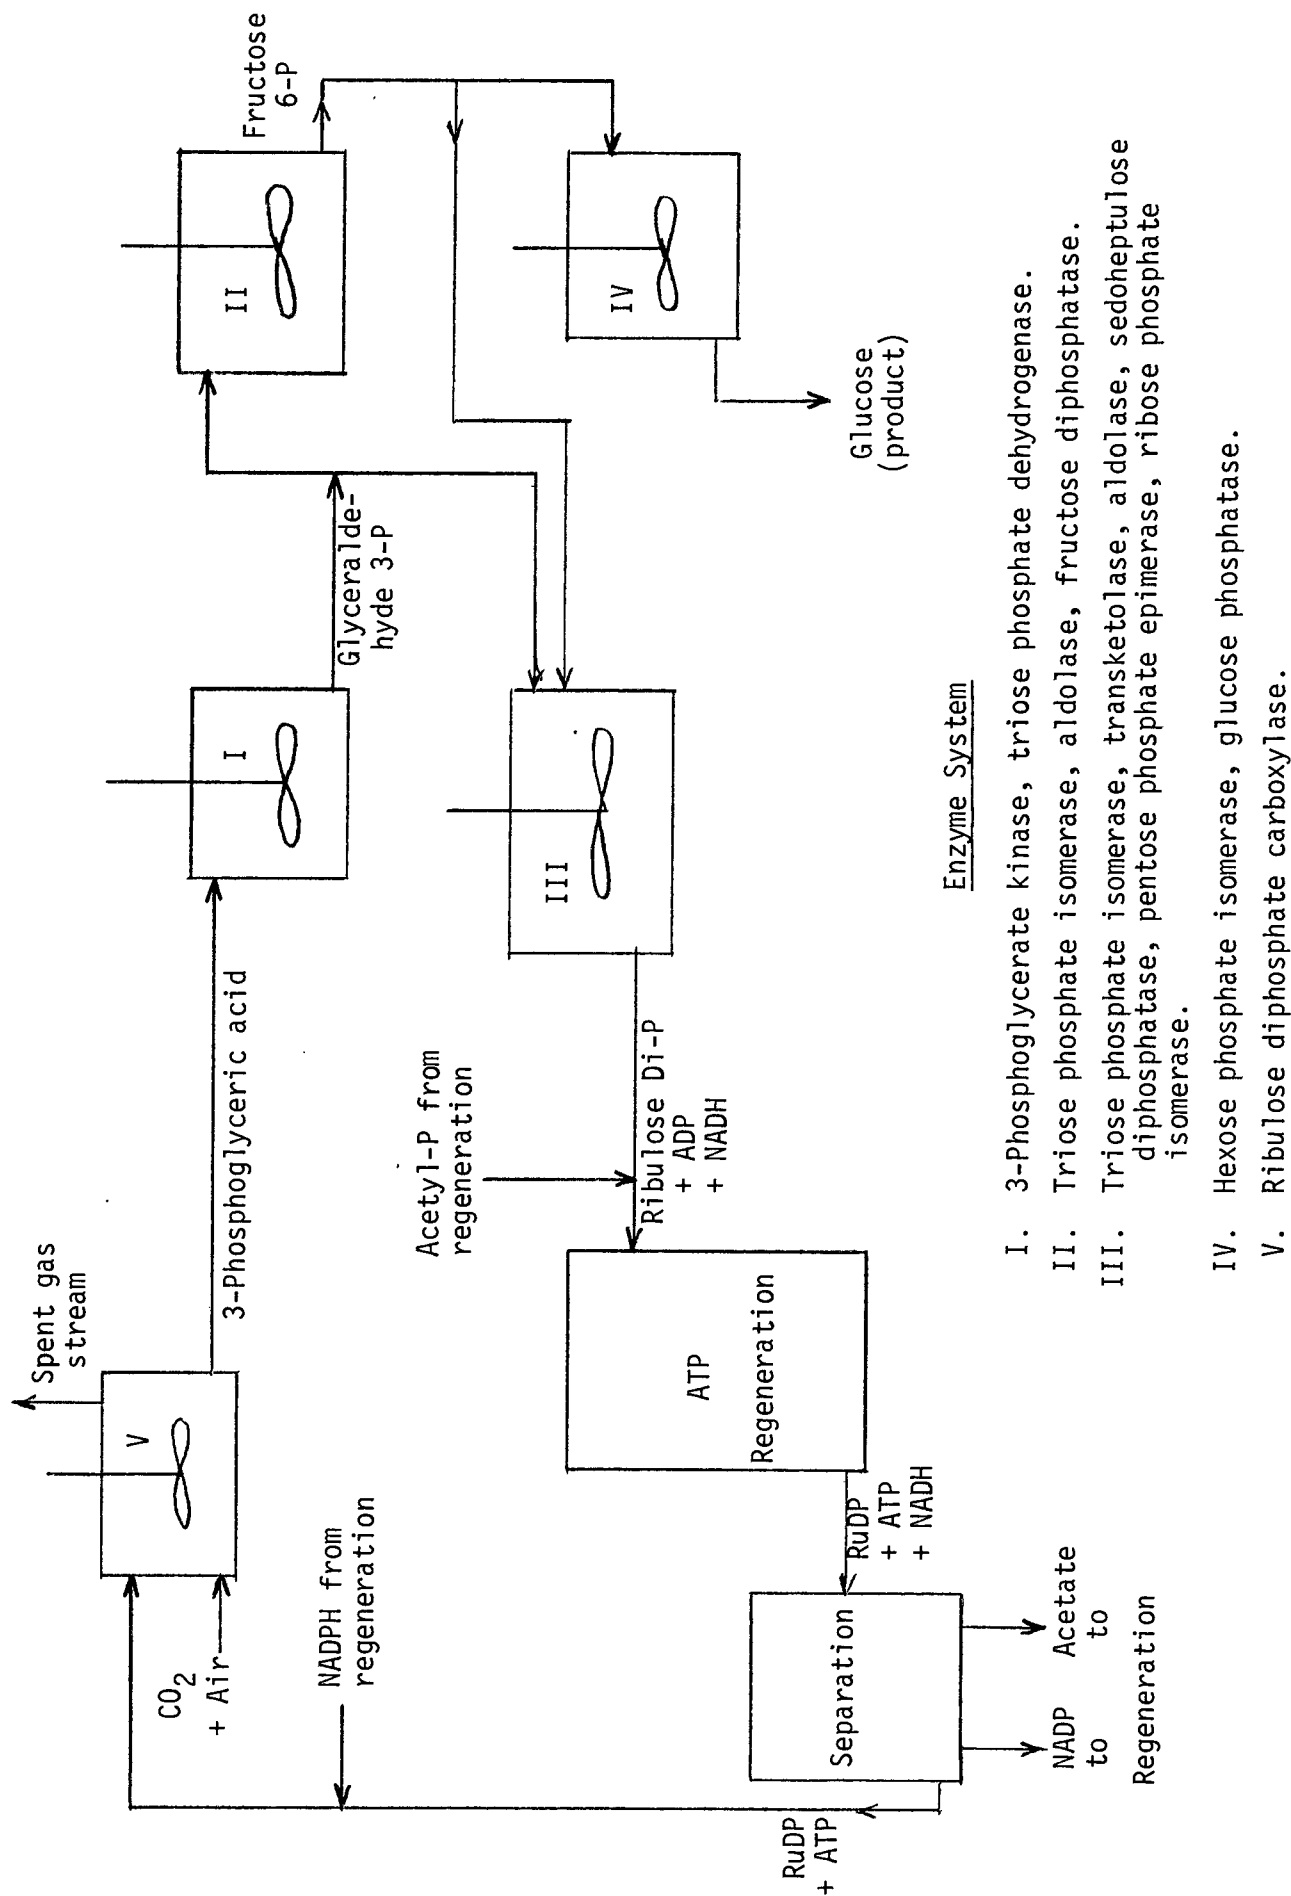 Spent gas
stream
V
CO2
+ Air
3-Phosphoglyceric acid
I
Glyceralde-
hyde 3-P
II
Fructose
6-P
NADPH from
regeneration
Acetyl-P from
regeneration
III
IV
Ribulose Di-P
+ ADP
+ NADH
ATP
Regeneration
RuDP
+ ATP
+ NADH
Separation
RuDP
+ ATP
NADP
to
Acetate
to
Regeneration
Glucose
(product)
Enzyme System
I. 3-Phosphoglycerate kinase, triose phosphate dehydrogenase.
II. Triose phosphate isomerase, aldolase, fructose diphosphatase.
III. Triose phosphate isomerase, transketolase, aldolase, sedoheptulose
diphosphatase, pentose phosphate epimerase, ribose phosphate
isomerase.
IV. Hexose phosphate isomerase, glucose phosphatase.
V. Ribulose diphosphate carboxylase.